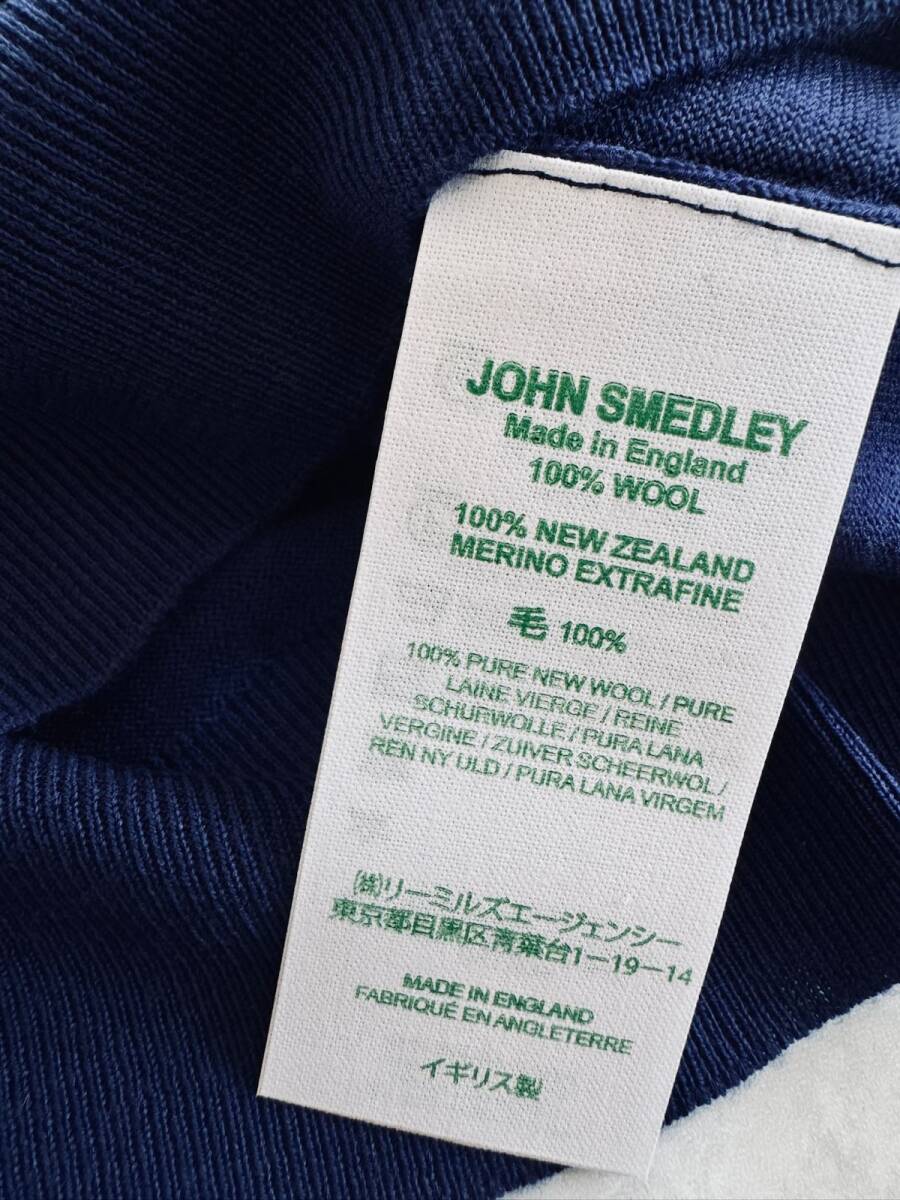 JOHN SMEDLEY
Made in England
100% WOOL
100% NEW ZEALAND
MERINO EXTRAFINE
毛 100%
100% PURE NEW WOOL / PURE
LAINE VIERGE / REINE
SCHURWOLLE / PURA LANA
VERGINE / ZUIVER SCHEERWOL /
REN NY ULD / PURA LANA VIRGEM
㈱リーミルズエージェンシー
東京都目黒区青葉台1-19-14
MADE IN ENGLAND
FABRIQUÉ EN ANGLETERRE
イギリス製